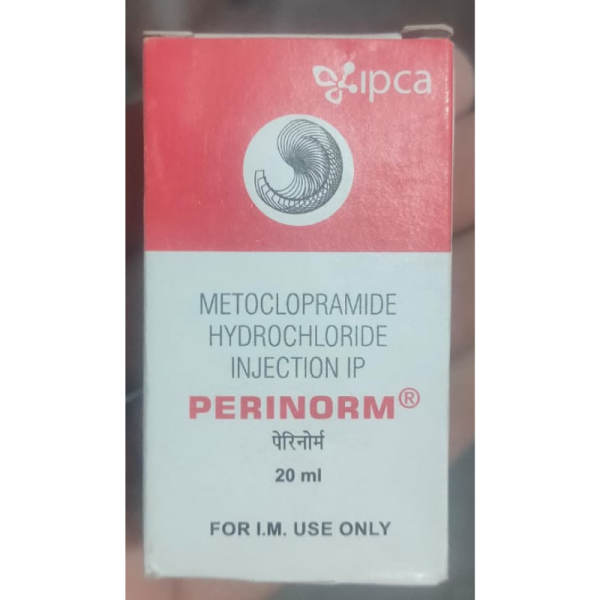 ipca
METOCLOPRAMIDE
HYDROCHLORIDE
INJECTION IP
PERINORM®
पेरिनोर्म
20 ml
FOR I.M. USE ONLY